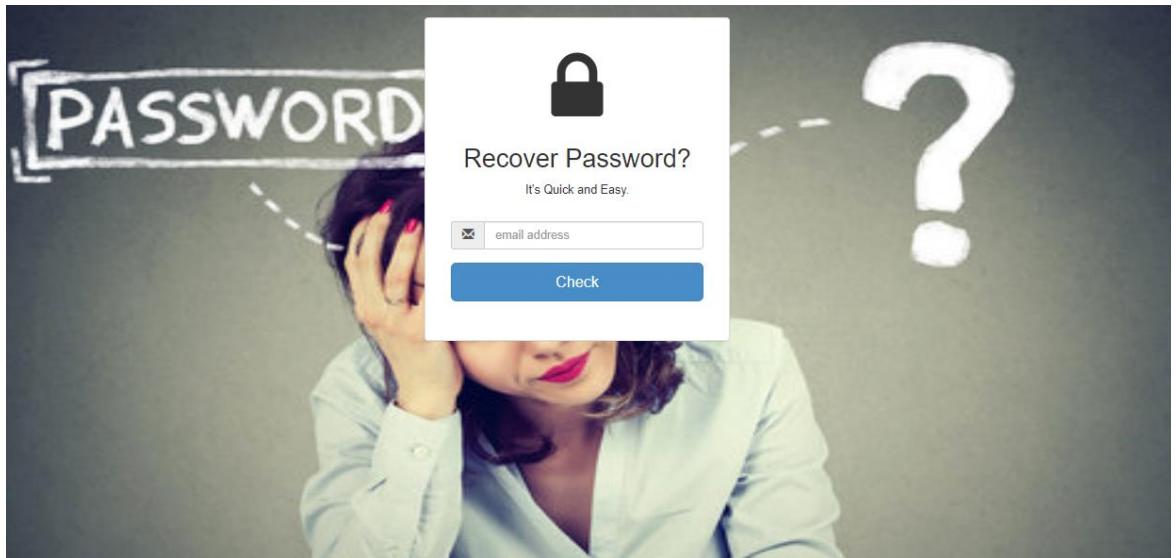 PASSWORD
Recover Password?
It's Quick and Easy.
email address
Check
?